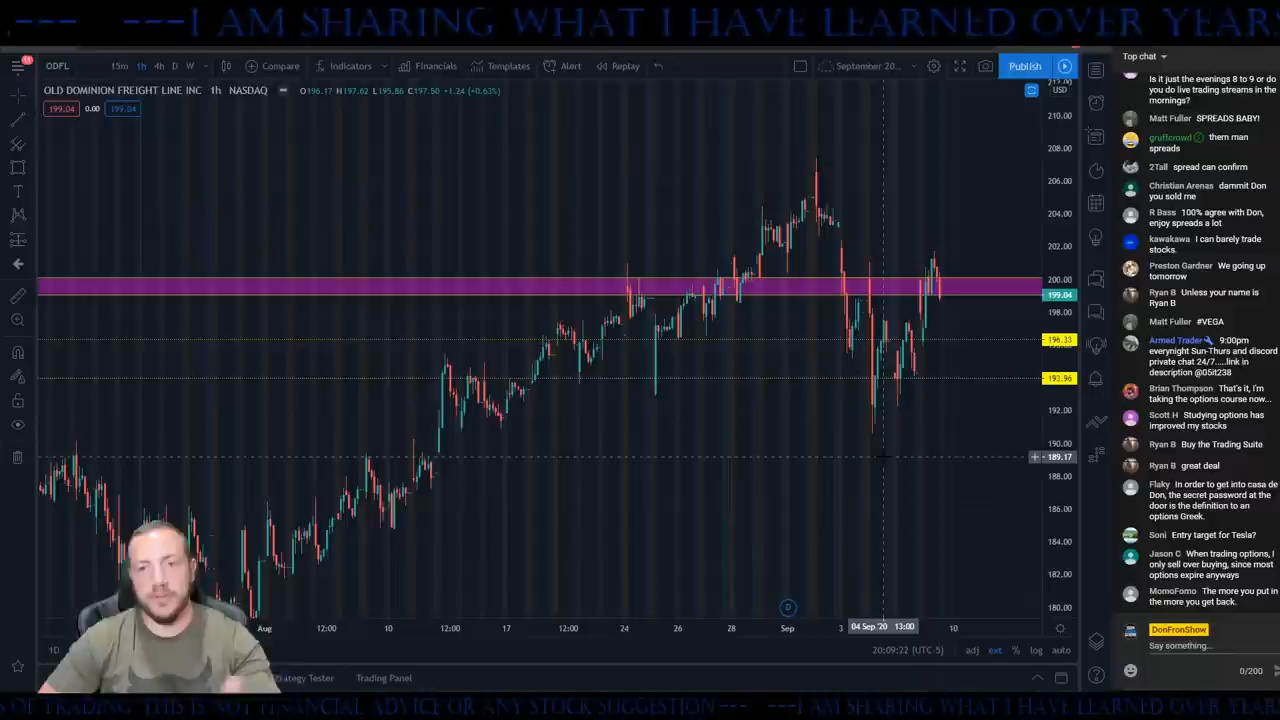 --- ---I AM SHARING WHAT I HAVE LEARNED OVER YEAR
11
ODFL 15m 1h 4h D W Compare Indicators Financials Templates Alert Replay September 20... Publish
OLD DOMINION FREIGHT LINE INC 1h NASDAQ O196.17 H197.62 L195.86 C197.50 +1.24 (+0.63%)
199.04 0.00 199.04
USD
210.00
208.00
206.00
204.00
202.00
200.00
199.04
198.00
196.33
193.96
192.00
190.00
189.17
188.00
186.00
184.00
182.00
180.00
D
Aug 12:00 10 12:00 17 12:00 24 26 28 Sep 3 04 Sep '20 13:00 10
1D 20:09:22 (UTC-5) adj ext % log auto
rategy Tester Trading Panel
Top chat
Is it just the evenings 8 to 9 or do
you do live trading streams in the
mornings?
Matt Fuller SPREADS BABY!
gruffcrowd them man
spreads
2Tall spread can confirm
Christian Arenas dammit Don
you sold me
R Bass 100% agree with Don,
enjoy spreads a lot
kawakawa I can barely trade
stocks.
Preston Gardner We going up
tomorrow
Ryan B Unless your name is
Ryan B
Matt Fuller #VEGA
Armed Trader 9:00pm
everynight Sun-Thurs and discord
private chat 24/7.....link in
description @05it238
Brian Thompson That's it, I'm
taking the options course now...
Scott H Studying options has
improved my stocks
Ryan B Buy the Trading Suite
Ryan B great deal
Flaky In order to get into casa de
Don, the secret password at the
door is the definition to an
options Greek.
Soni Entry target for Tesla?
Jason C When trading options, I
only sell over buying, since most
options expire anyways
MomoFomo The more you put in
the more you get back.
DonFronShow
Say something...
0/200
S OF TRADING THIS IS NOT FINANCIAL ADVICE OR ANY STOCK SUGGESTION --- ---I AM SHARING WHAT I HAVE LEARNED OVER YEAR